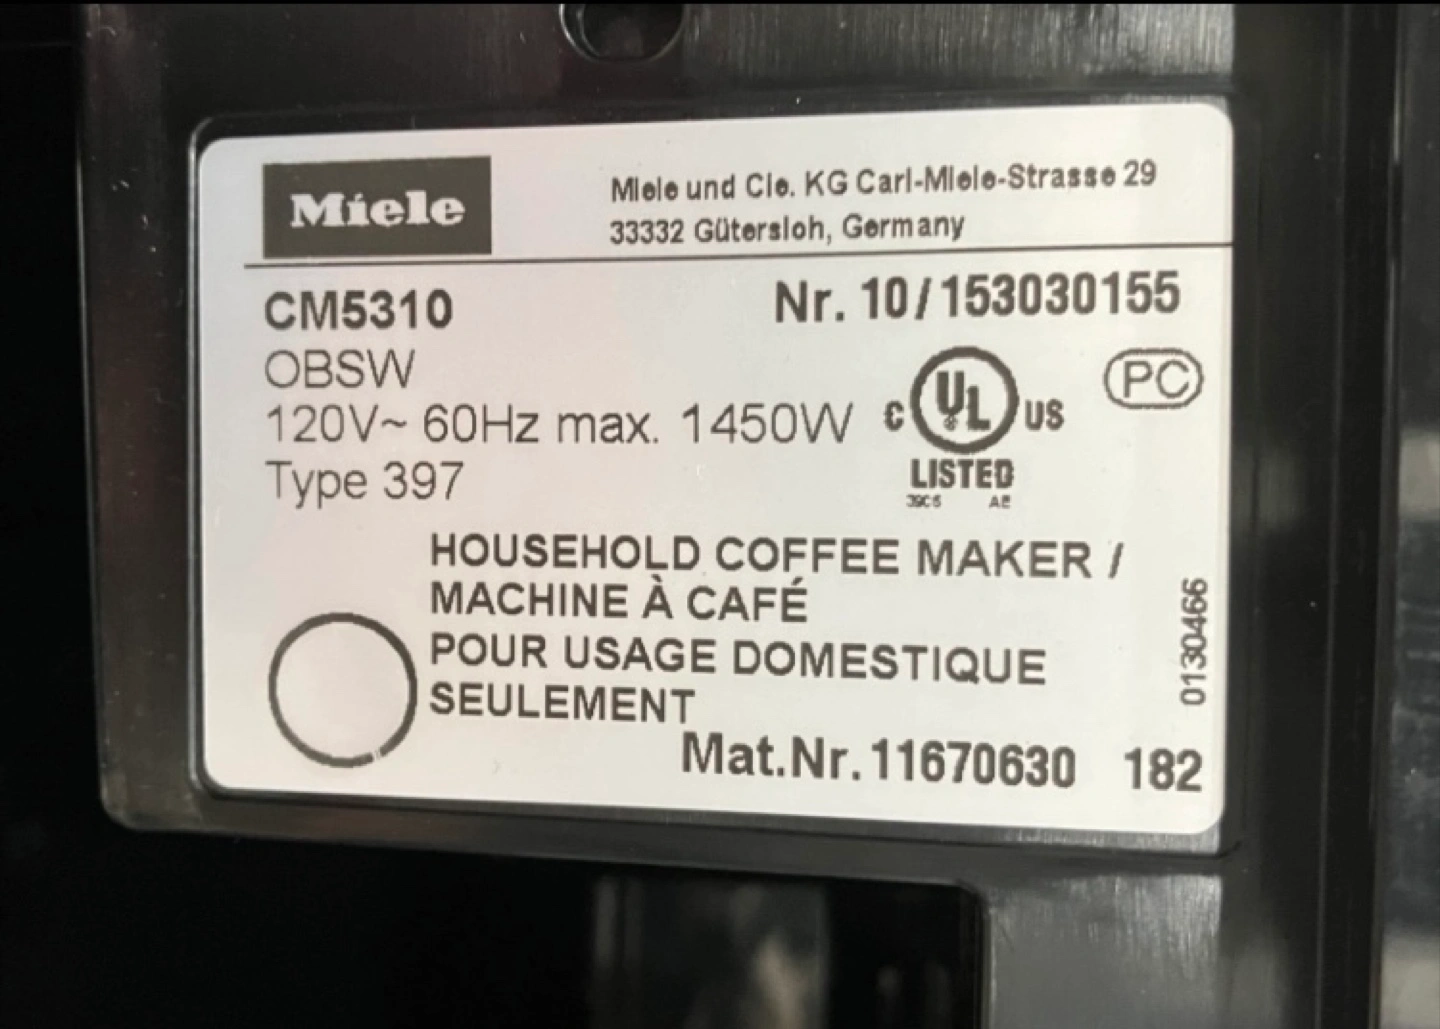 Miele
Miele und Cie. KG Carl-Miele-Strasse 29
33332 Gütersloh, Germany
CM5310
Nr. 10/153030155
OBSW
120V~ 60Hz max. 1450W
Type 397
C UL US
LISTED
PC
HOUSEHOLD COFFEE MAKER /
MACHINE À CAFÉ
POUR USAGE DOMESTIQUE
SEULEMENT
0130466
Mat.Nr. 11670630 182